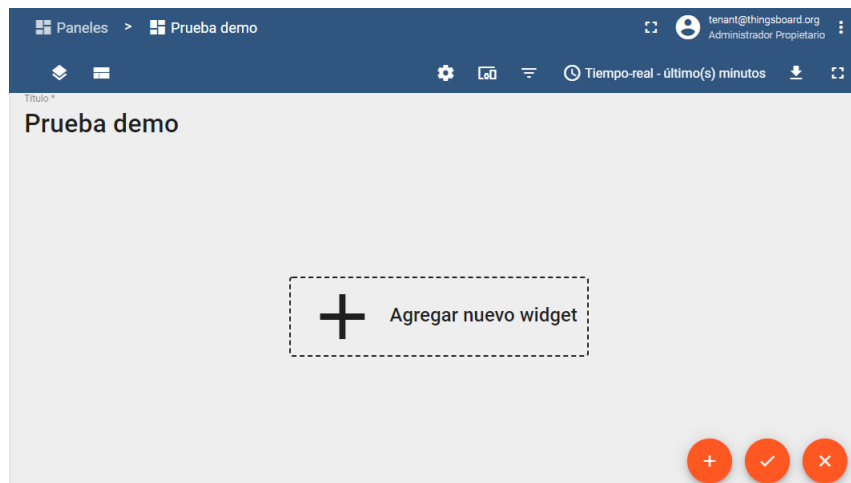 Paneles > Prueba demo
tenant@thingsboard.org
Administrador Propietario
Tiempo-real - último(s) minutos
Título *
Prueba demo
Agregar nuevo widget